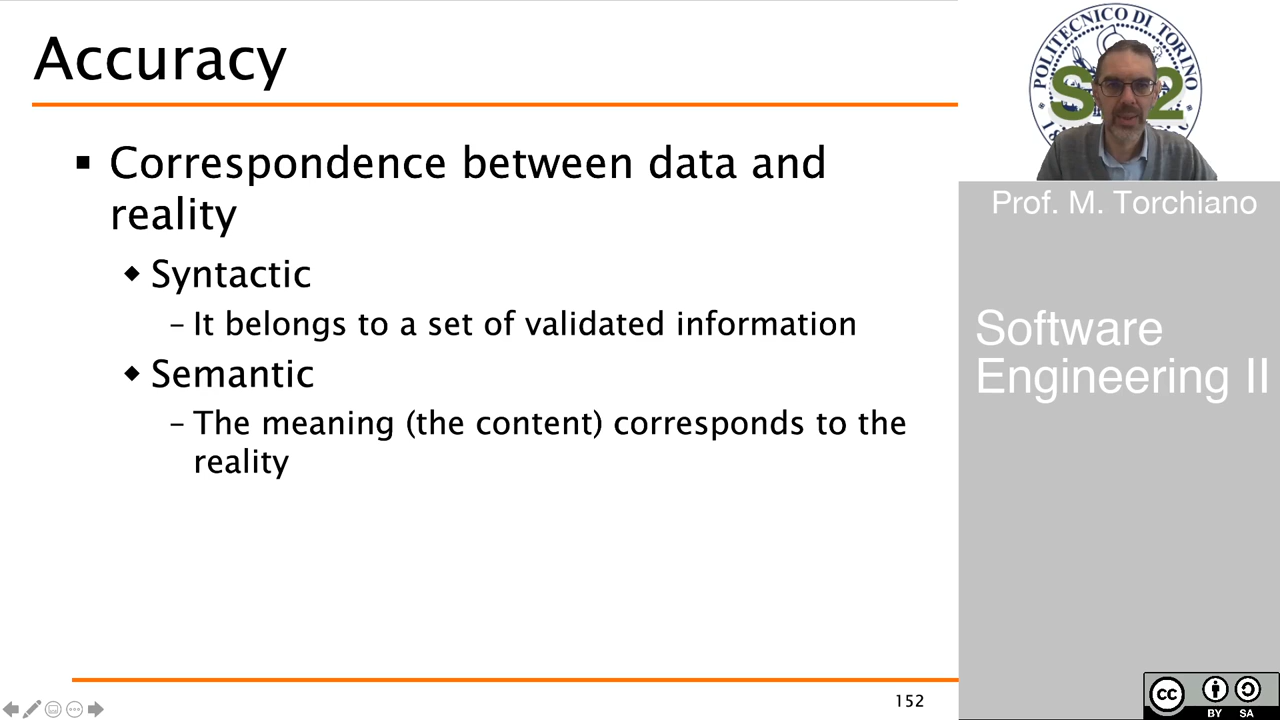 Accuracy
▪ Correspondence between data and
reality
◆ Syntactic
– It belongs to a set of validated information
◆ Semantic
– The meaning (the content) corresponds to the
reality
152
POLITECNICO DI TORINO
Prof. M. Torchiano
Software
Engineering II
cc
BY SA